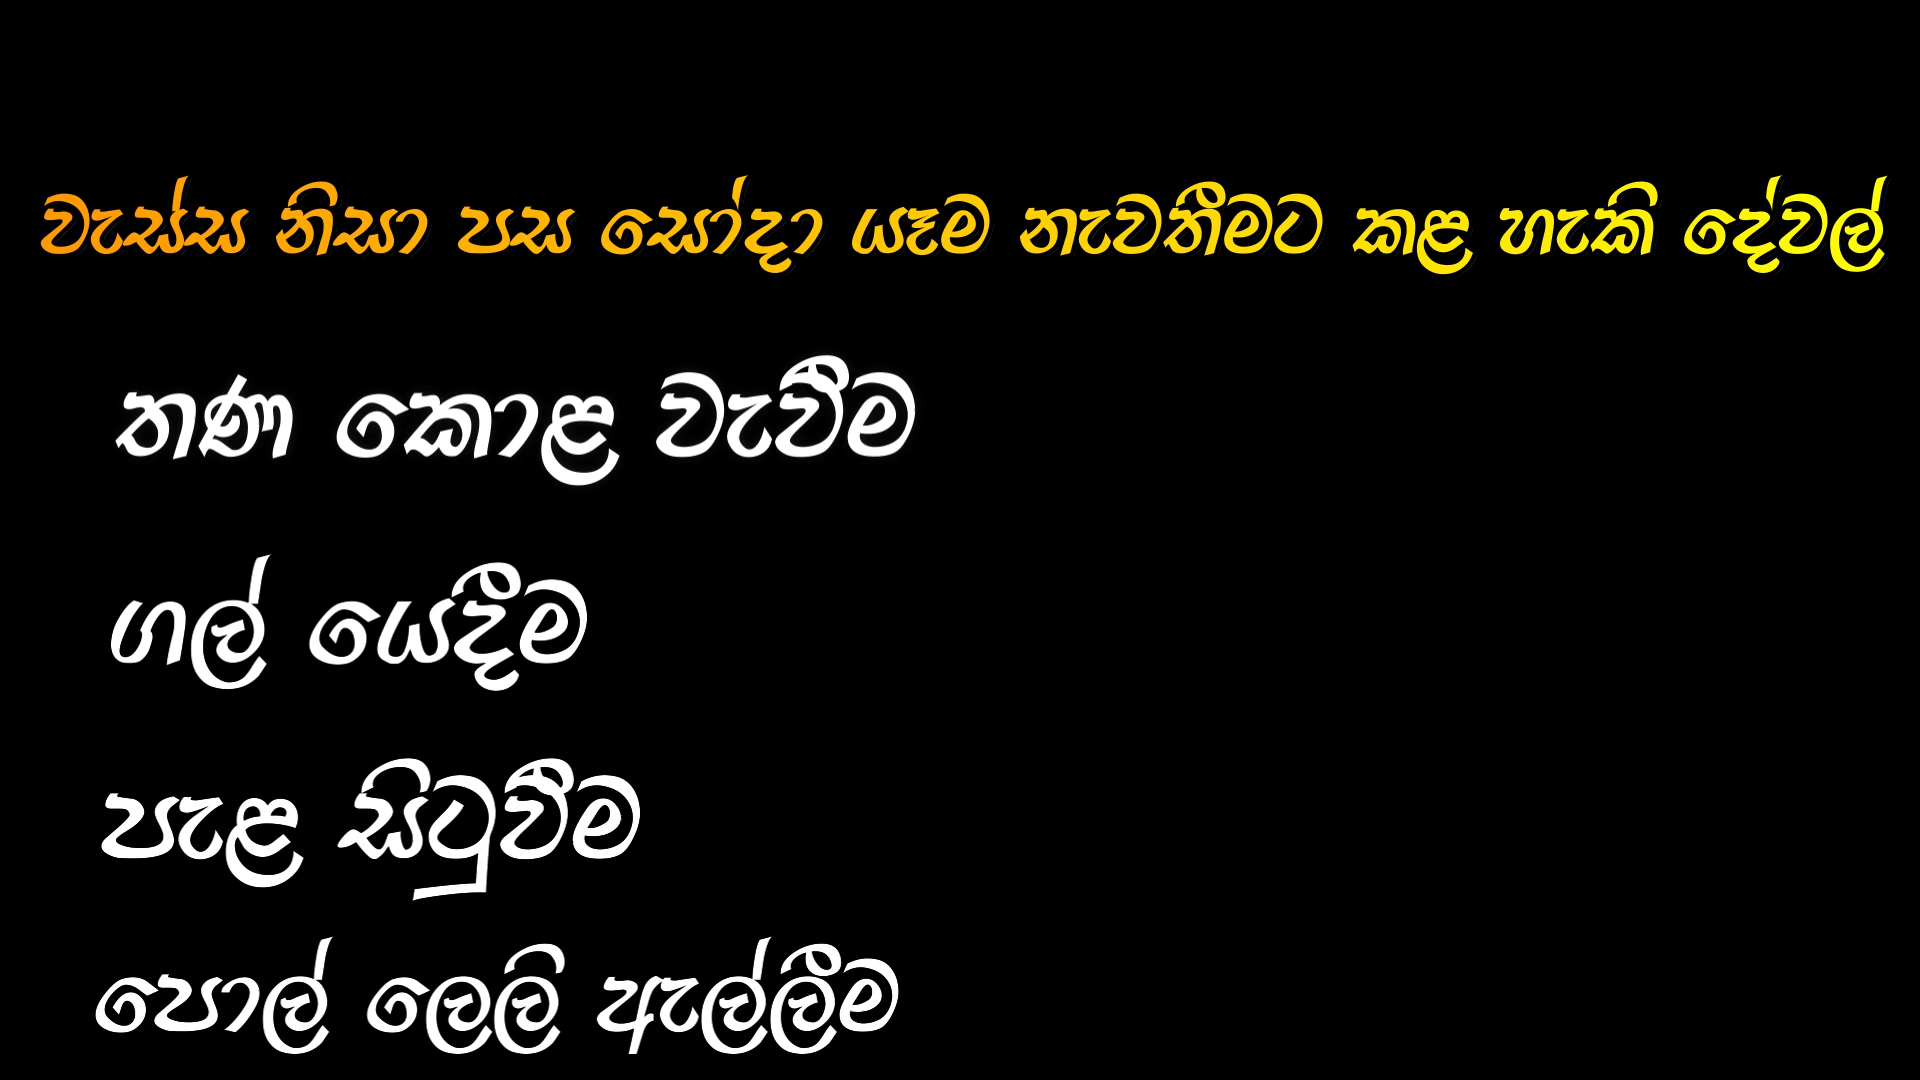 වැස්ස නිසා පස සෝදා යෑම නැවතීමට කළ හැකි දේවල්
තණ කොළ වැවීම
ගල් යෙදීම
පැළ සිටුවීම
පොල් ලෙලි ඇල්ලීම